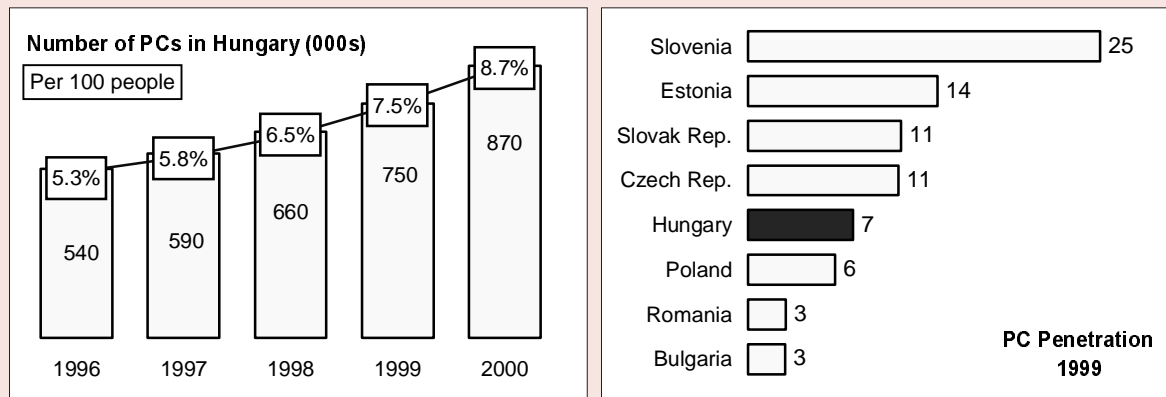 Number of PCs in Hungary (000s)
Per 100 people
5.3%
5.8%
6.5%
7.5%
8.7%
540
590
660
750
870
1996
1997
1998
1999
2000
Slovenia 25
Estonia 14
Slovak Rep. 11
Czech Rep. 11
Hungary 7
Poland 6
Romania 3
Bulgaria 3
PC Penetration
1999